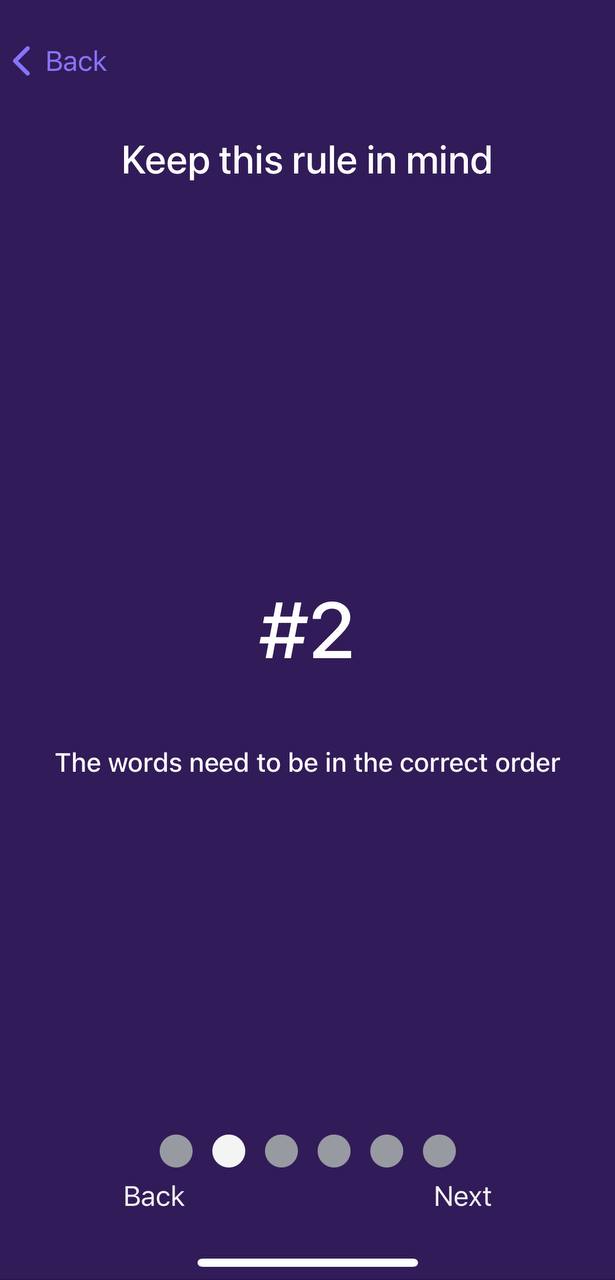 Back
Keep this rule in mind
#2
The words need to be in the correct order
Back
Next